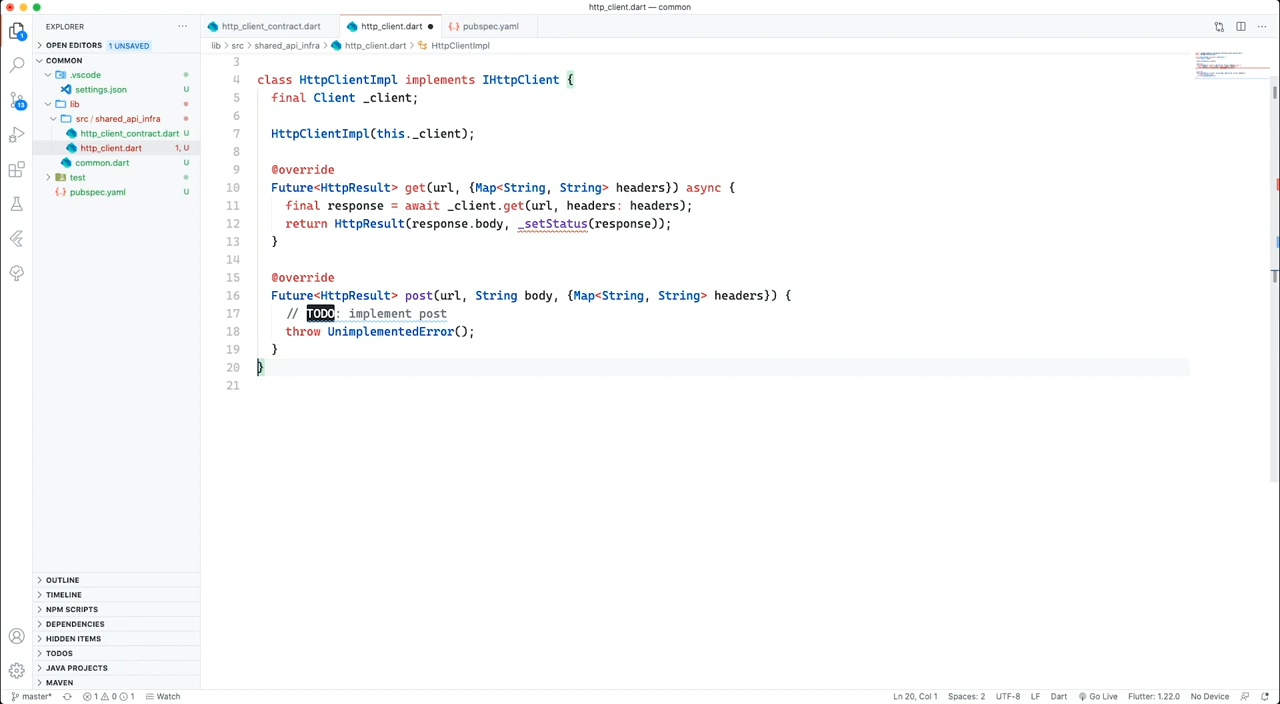 http_client.dart — common
EXPLORER
OPEN EDITORS 1 UNSAVED
COMMON
.vscode
settings.json U
lib
src / shared_api_infra
http_client_contract.dart U
http_client.dart 1, U
common.dart U
test
pubspec.yaml U
OUTLINE
TIMELINE
NPM SCRIPTS
DEPENDENCIES
HIDDEN ITEMS
TODOS
JAVA PROJECTS
MAVEN
1
13
http_client_contract.dart
http_client.dart
pubspec.yaml
lib > src > shared_api_infra > http_client.dart > HttpClientImpl
3
4 class HttpClientImpl implements IHttpClient {
5 final Client _client;
6
7 HttpClientImpl(this._client);
8
9 @override
10 Future<HttpResult> get(url, {Map<String, String> headers}) async {
11 final response = await _client.get(url, headers: headers);
12 return HttpResult(response.body, _setStatus(response));
13 }
14
15 @override
16 Future<HttpResult> post(url, String body, {Map<String, String> headers}) {
17 // TODO: implement post
18 throw UnimplementedError();
19 }
20 }
21
master* 1 0 1 Watch
Ln 20, Col 1 Spaces: 2 UTF-8 LF Dart Go Live Flutter: 1.22.0 No Device